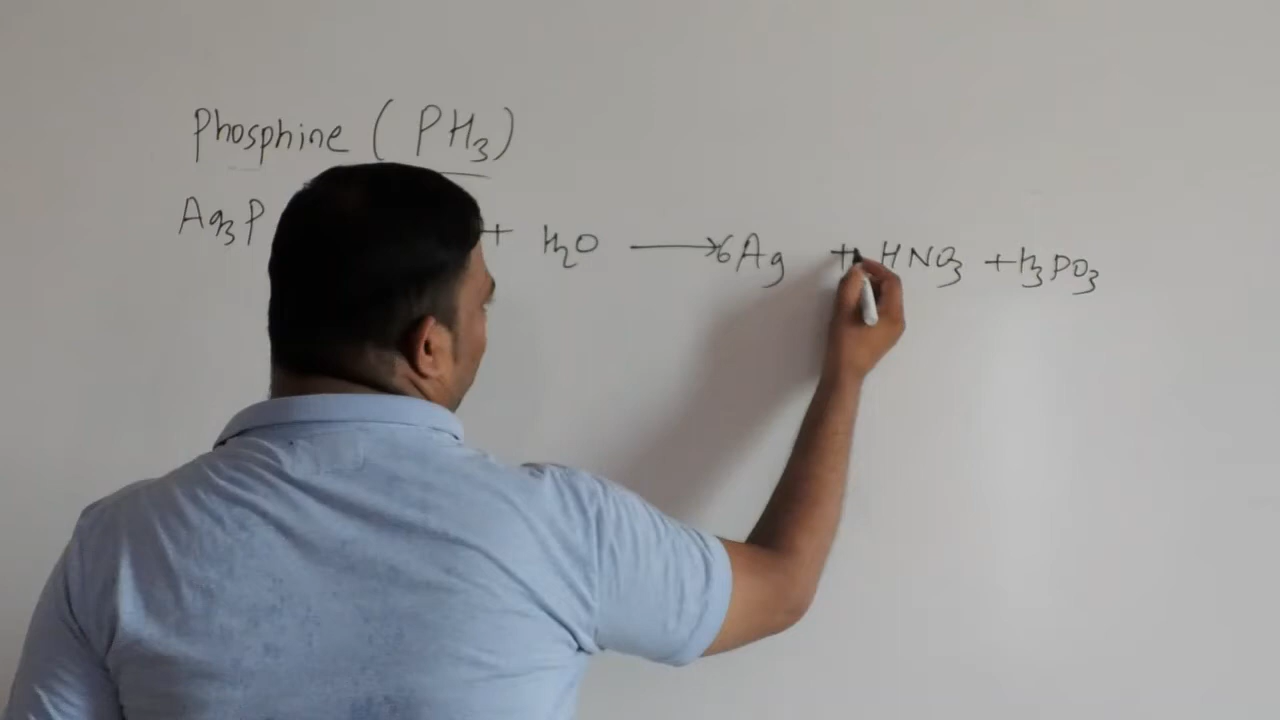 Phosphine (PH3)
Ag3P + H2O → 6Ag + HNO3 + H3PO3